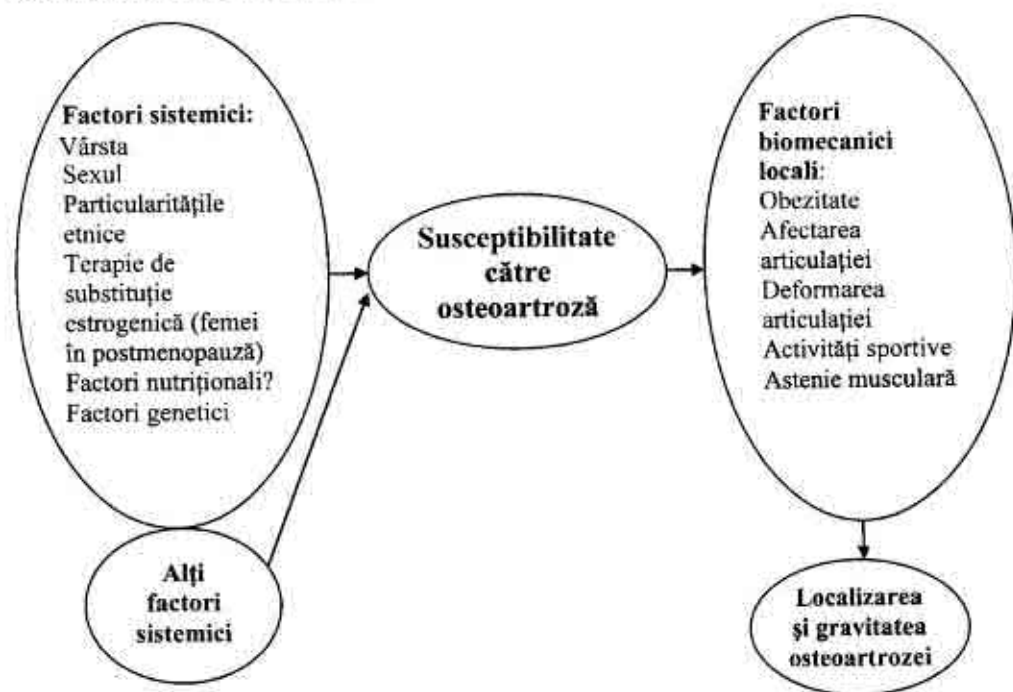 Factori sistemici:
Vârsta
Sexul
Particularitățile
etnice
Terapie de
substituție
estrogenică (femei
în postmenopauză)
Factori nutriționali?
Factori genetici
Alți
factori
sistemici
Susceptibilitate
către
osteoartroză
Factori
biomecanici
locali:
Obezitate
Afectarea
articulației
Deformarea
articulației
Activități sportive
Astenie musculară
Localizarea
și gravitatea
osteoartrozei